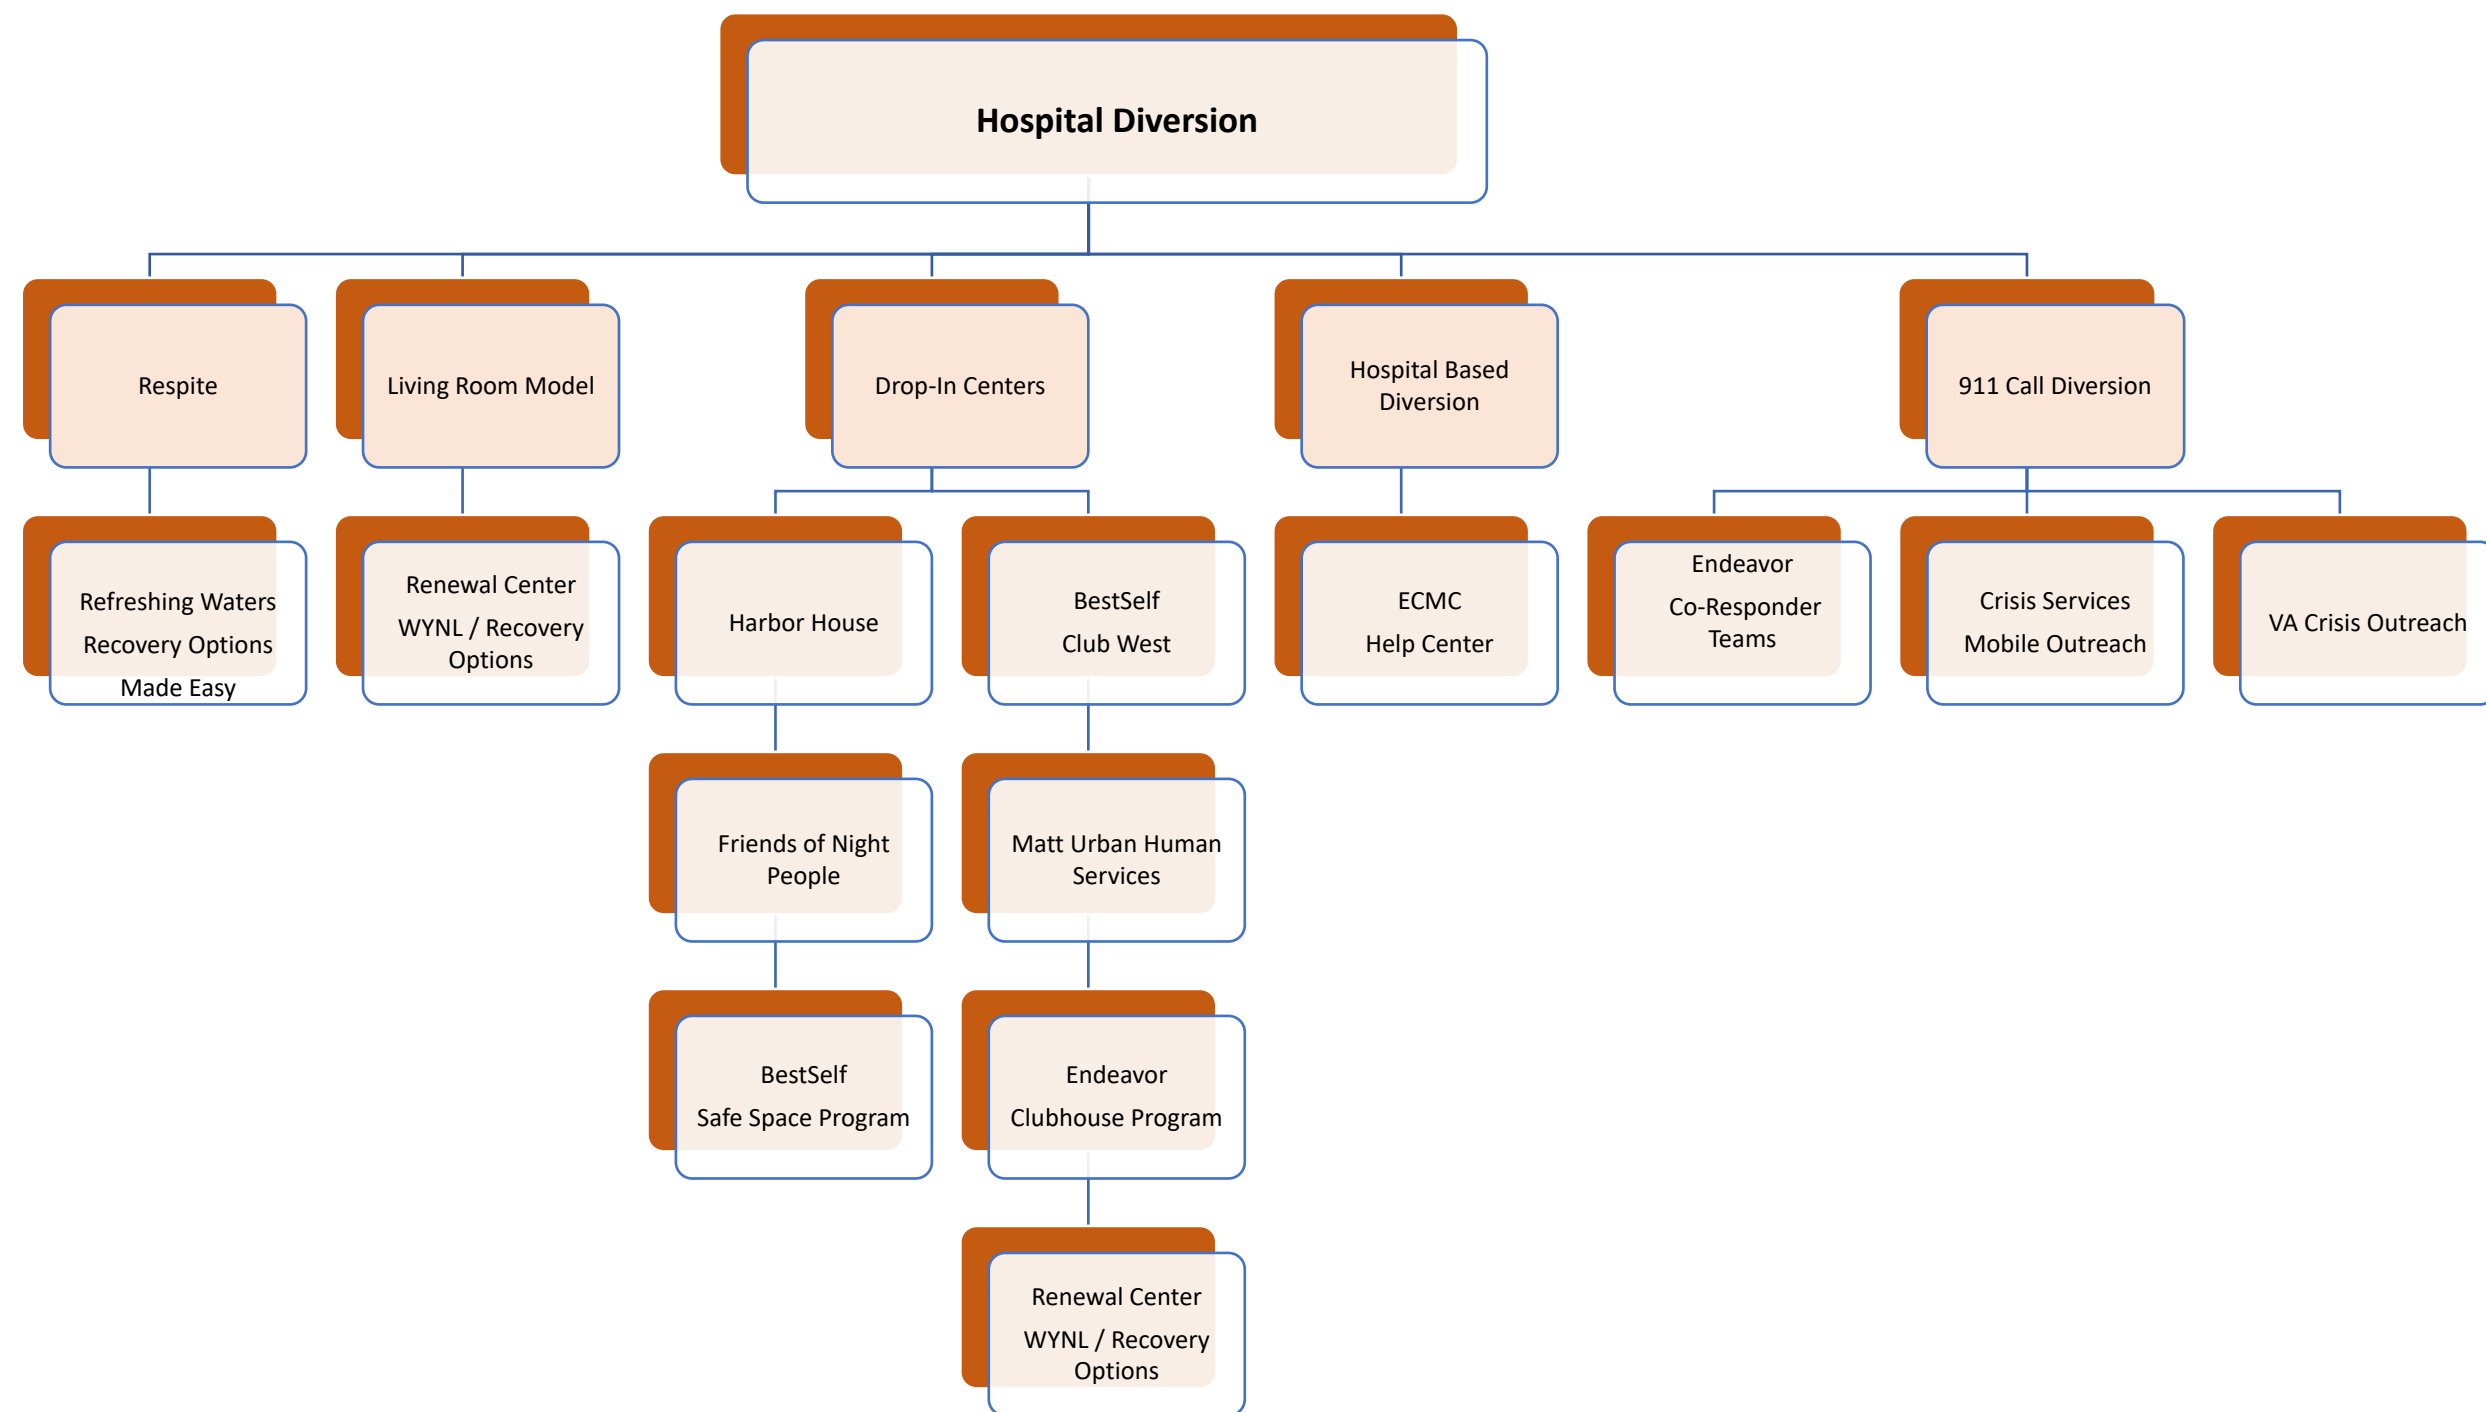 Hospital Diversion
Respite
Living Room Model
Drop-In Centers
Hospital Based
Diversion
911 Call Diversion
Refreshing Waters
Recovery Options
Made Easy
Renewal Center
WYNL / Recovery
Options
Harbor House
BestSelf
Club West
ECMC
Help Center
Endeavor
Co-Responder
Teams
Crisis Services
Mobile Outreach
VA Crisis Outreach
Friends of Night
People
Matt Urban Human
Services
BestSelf
Safe Space Program
Endeavor
Clubhouse Program
Renewal Center
WYNL / Recovery
Options